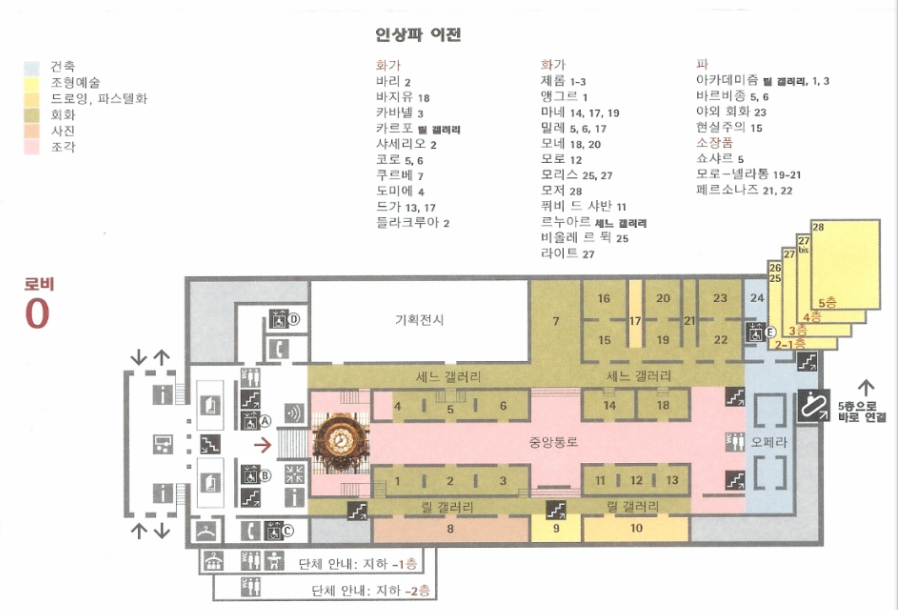 인상파 이전
건축
조형예술
드로잉, 파스텔화
회화
사진
조각
화가
바리 2
바지유 18
카바넬 3
카르포 릴 갤러리
샤세리오 2
코로 5, 6
쿠르베 7
도미에 4
드가 13, 17
들라크루아 2
화가
제롬 1-3
앵그르 1
마네 14, 17, 19
밀레 5, 6, 17
모네 18, 20
모로 12
모리스 25, 27
모저 28
퓌비 드 샤반 11
르누아르 세느 갤러리
비올레 르 뒥 25
라이트 27
파
아카데미즘 릴 갤러리, 1, 3
바르비종 5, 6
야외 회화 23
현실주의 15
소장품
쇼샤르 5
모로-넬라통 19-21
페르소나즈 21, 22
로비
0
28
27
bis
27
26
25
5층
4층
3층
2-1층
기획전시
7
16
17
20
21
23
24
15
19
22
D
E
세느 갤러리
세느 갤러리
4
5
6
14
18
A
중앙통로
오페라
5층으로
바로 연결
B
1
2
3
11
12
13
릴 갤러리
릴 갤러리
C
8
9
10
단체 안내: 지하 -1층
단체 안내: 지하 -2층